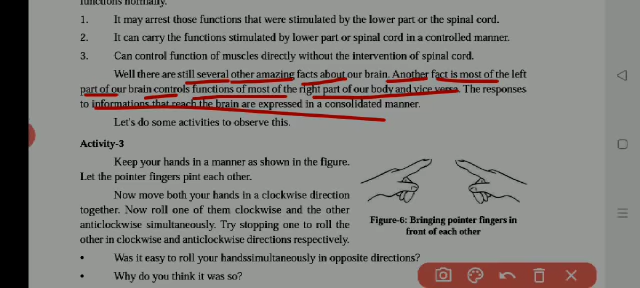 functions normally.
1. It may arrest those functions that were stimulated by the lower part or the spinal cord.
2. It can carry the functions stimulated by lower part or spinal cord in a controlled manner.
3. Can control function of muscles directly without the intervention of spinal cord.
Well there are still several other amazing facts about our brain. Another fact is most of the left
part of our brain controls functions of most of the right part of our body and vice versa. The responses
to informations that reach the brain are expressed in a consolidated manner.
Let's do some activities to observe this.
Activity-3
Keep your hands in a manner as shown in the figure.
Let the pointer fingers pint each other.
Now move both your hands in a clockwise direction
together. Now roll one of them clockwise and the other
anticlockwise simultaneously. Try stopping one to roll the
other in clockwise and anticlockwise directions respectively.
Figure-6: Bringing pointer fingers in
front of each other
• Was it easy to roll your handssimultaneously in opposite directions?
• Why do you think it was so?